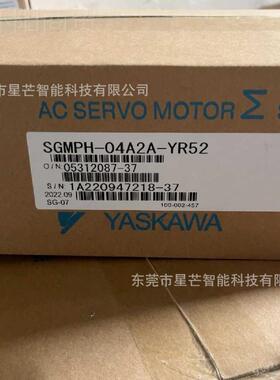 东莞市星芒智能科技有限公司
AC SERVO MOTOR Σ
SGMPH-04A2A-YR52
O/N 05312087-37
S/N 1A220947218-37
2022.09
SG-07 100-002-457
YASKAWA
东莞市星芒智能科技有限公司